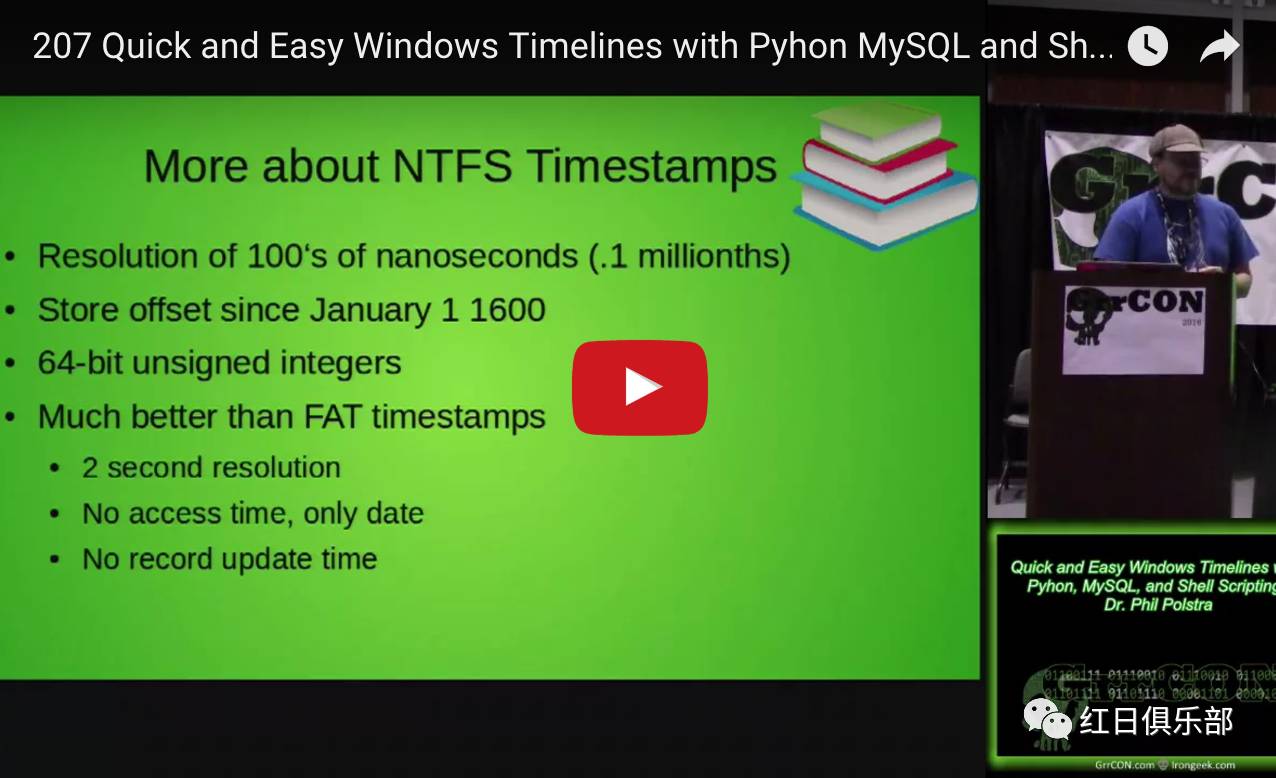 207 Quick and Easy Windows Timelines with Pyhon MySQL and Sh...
More about NTFS Timestamps
• Resolution of 100‘s of nanoseconds (.1 millionths)
• Store offset since January 1 1600
• 64-bit unsigned integers
• Much better than FAT timestamps
• 2 second resolution
• No access time, only date
• No record update time
GrrC
GrrCON
2016
Quick and Easy Windows Timelines
Pyhon, MySQL, and Shell Scripting
Dr. Phil Polstra
01100111 01110010 01110010
01101111 01101110 00001101
红日俱乐部
GrrCON.com Irongeek.com